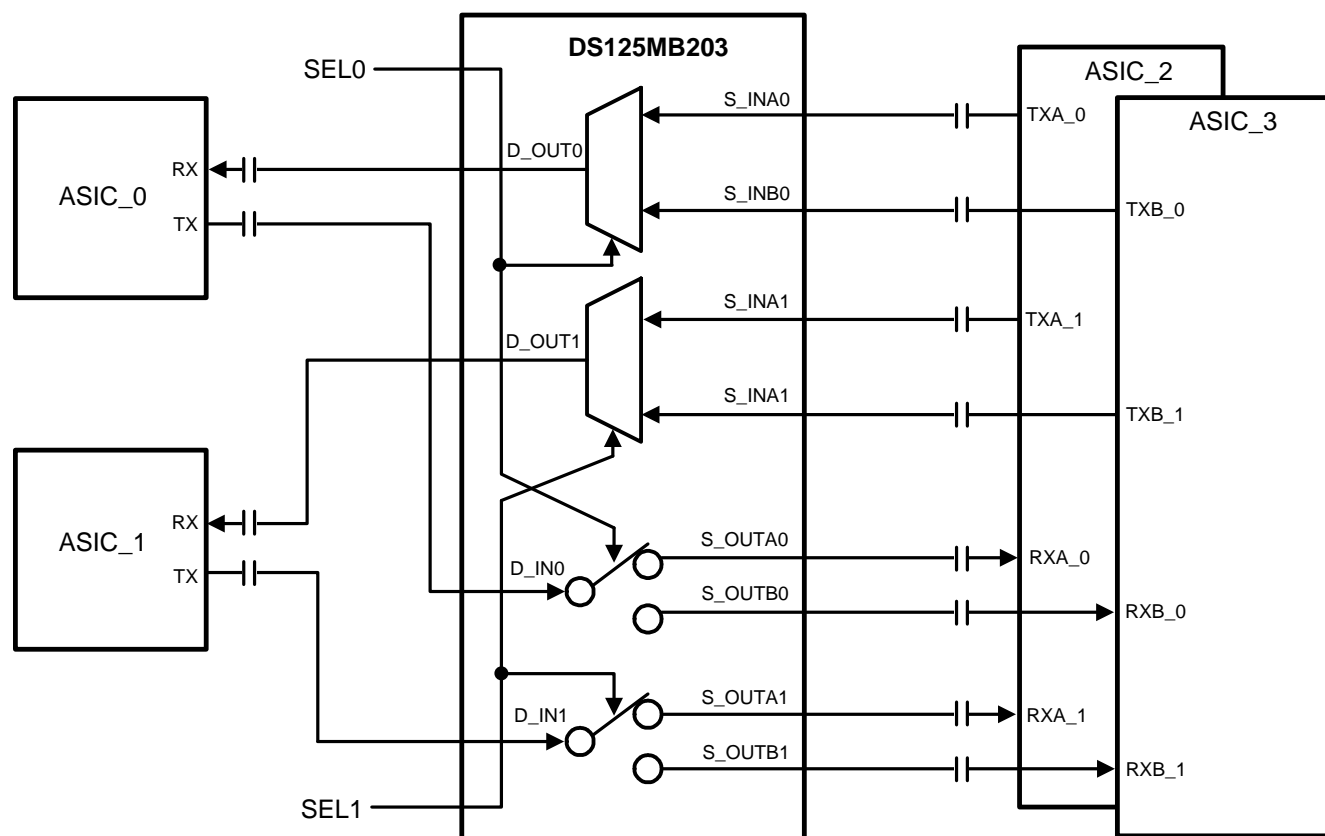 DS125MB203
SEL0
ASIC_2
ASIC_3
S_INA0
TXA_0
D_OUT0
RX
ASIC_0
S_INB0
TXB_0
TX
S_INA1
TXA_1
D_OUT1
S_INA1
TXB_1
RX
ASIC_1
S_OUTA0
RXA_0
TX
D_IN0
S_OUTB0
RXB_0
S_OUTA1
RXA_1
D_IN1
S_OUTB1
RXB_1
SEL1